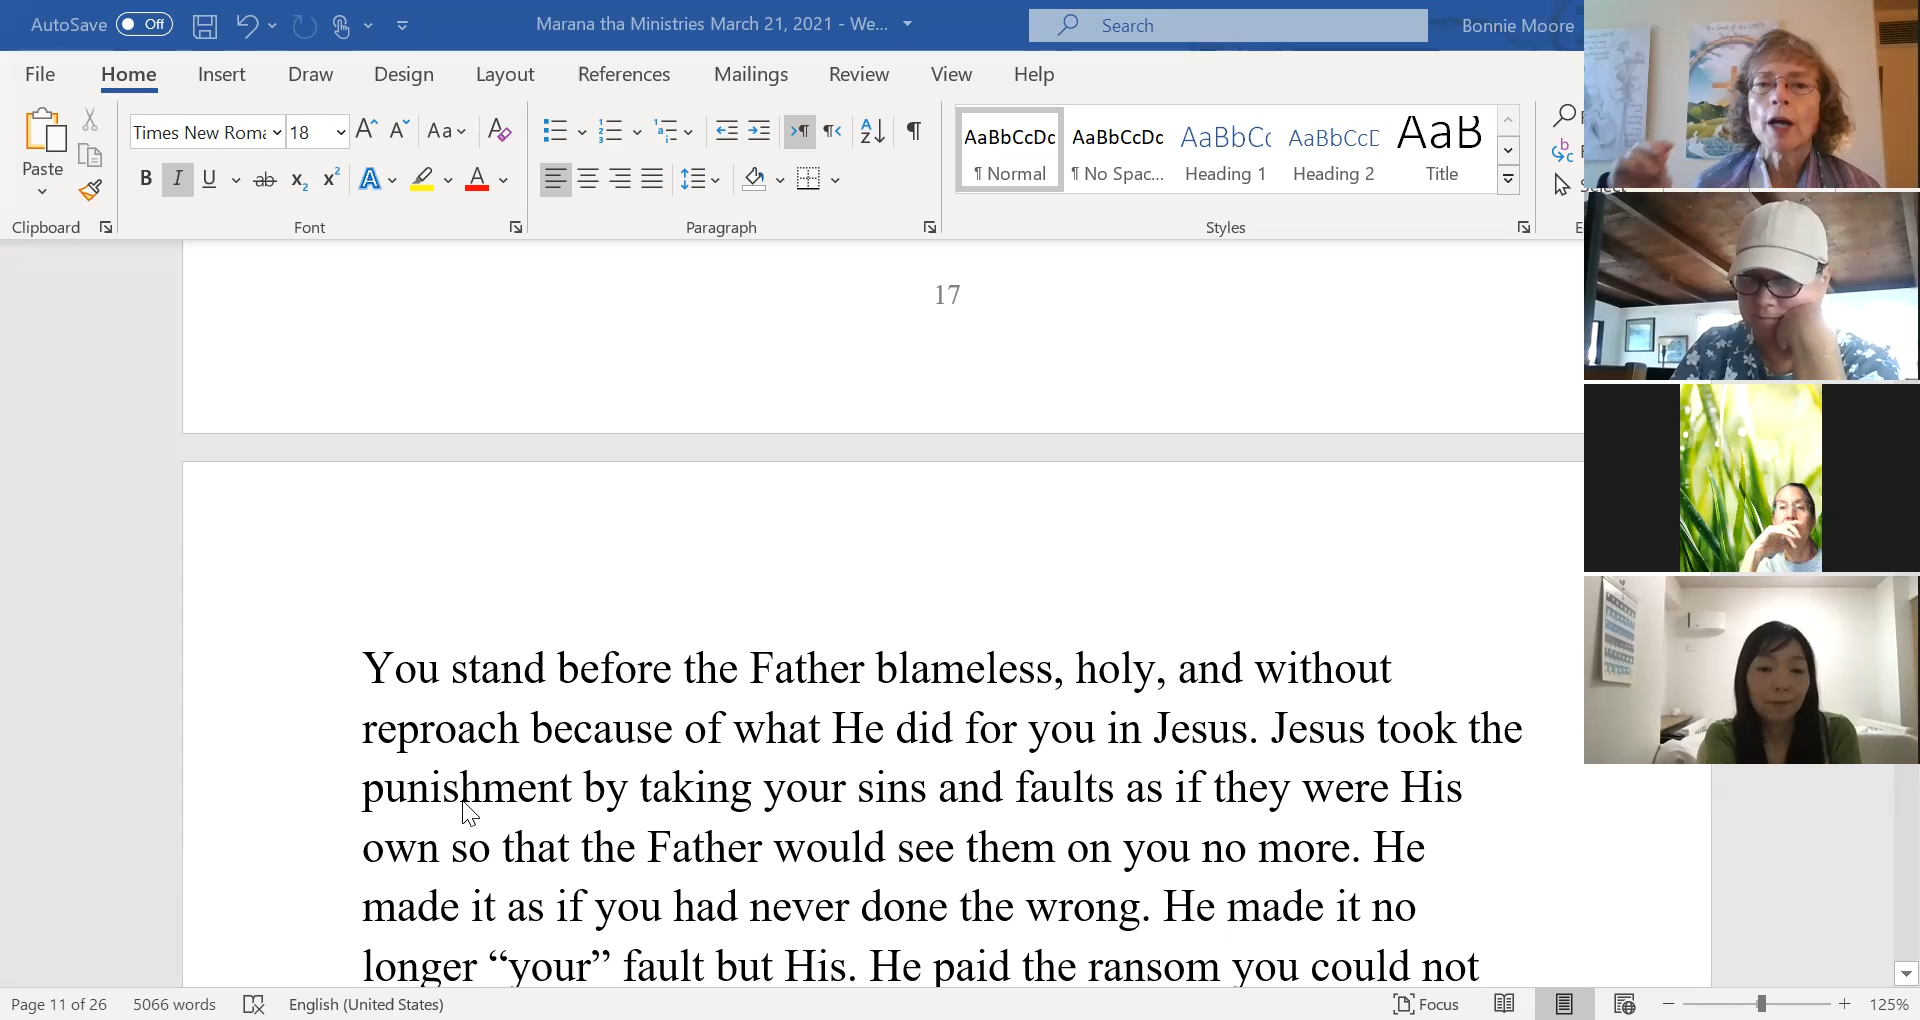 AutoSave Off Marana tha Ministries March 21, 2021 - We... Search Bonnie Moore
File Home Insert Draw Design Layout References Mailings Review View Help
Times New Roma 18 Aa
Paste B I U ab x₂ x² A A
AaBbCcDc AaBbCcDc AaBbCc AaBbCcE AaB
¶ Normal ¶ No Spac... Heading 1 Heading 2 Title
Clipboard Font Paragraph Styles
17
You stand before the Father blameless, holy, and without
reproach because of what He did for you in Jesus. Jesus took the
punishment by taking your sins and faults as if they were His
own so that the Father would see them on you no more. He
made it as if you had never done the wrong. He made it no
longer “your” fault but His. He paid the ransom you could not
Page 11 of 26 5066 words English (United States) Focus 125%